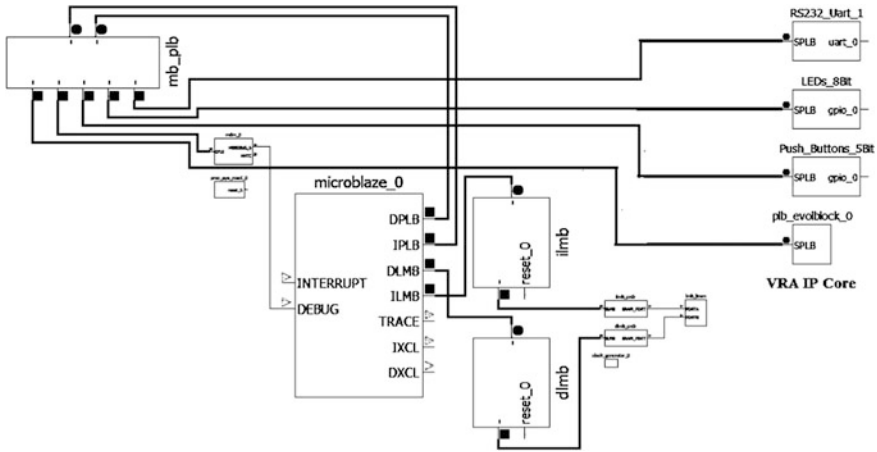 mb_plb
RS232_Uart_1
SPLB uart_0
LEDs_8Bit
SPLB gpio_0
Push_Buttons_5Bit
SPLB gpio_0
plb_evolblock_0
SPLB
VRA IP Core
microblaze_0
DPLB
IPLB
DLMB
ILMB
INTERRUPT
DEBUG
TRACE
IXCL
DXCL
reset_0
ilmb
reset_0
dlmb